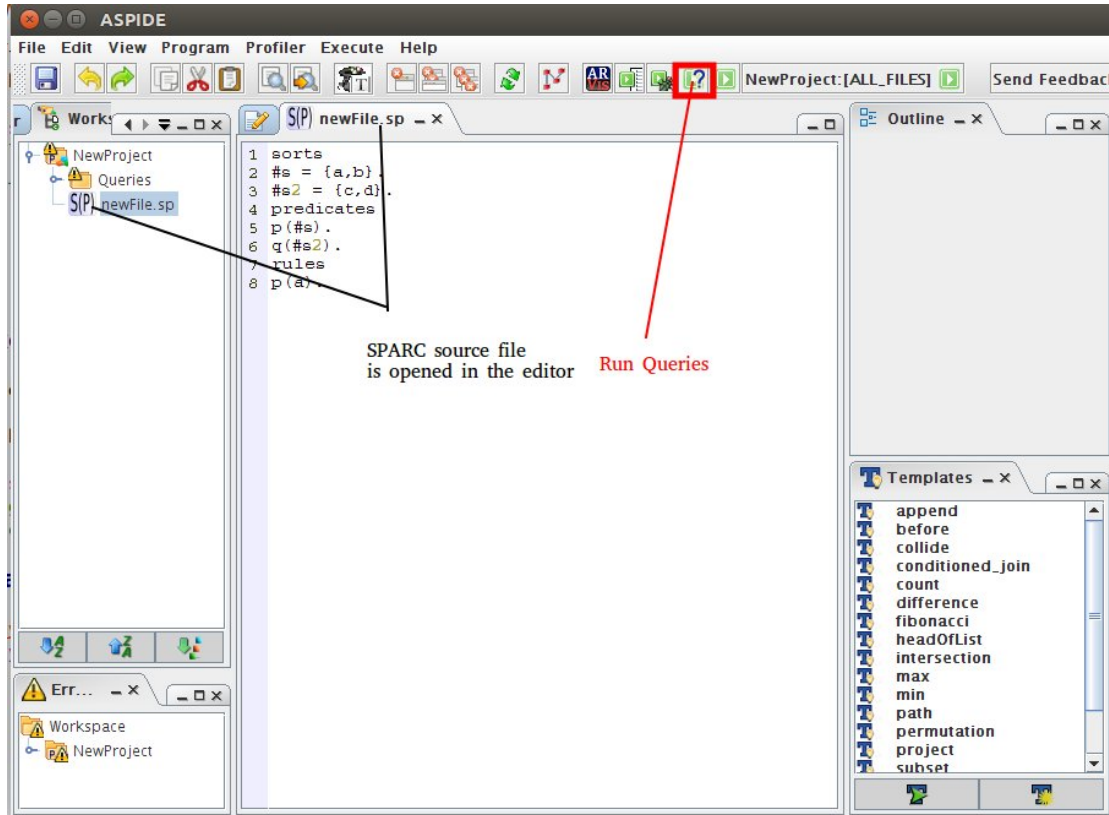 ASPIDE
File Edit View Program Profiler Execute Help
NewProject:[ALL_FILES]
Send Feedbac
r
Works
S(P) newFile.sp
Outline
NewProject
Queries
S(P) newFile.sp
1 sorts
2 #s = {a,b}.
3 #s2 = {c,d}.
4 predicates
5 p(#s).
6 q(#s2).
7 rules
8 p(a).
SPARC source file
is opened in the editor
Run Queries
Templates
append
before
collide
conditioned_join
count
difference
fibonacci
headOfList
intersection
max
min
path
permutation
project
subset
Err...
Workspace
NewProject